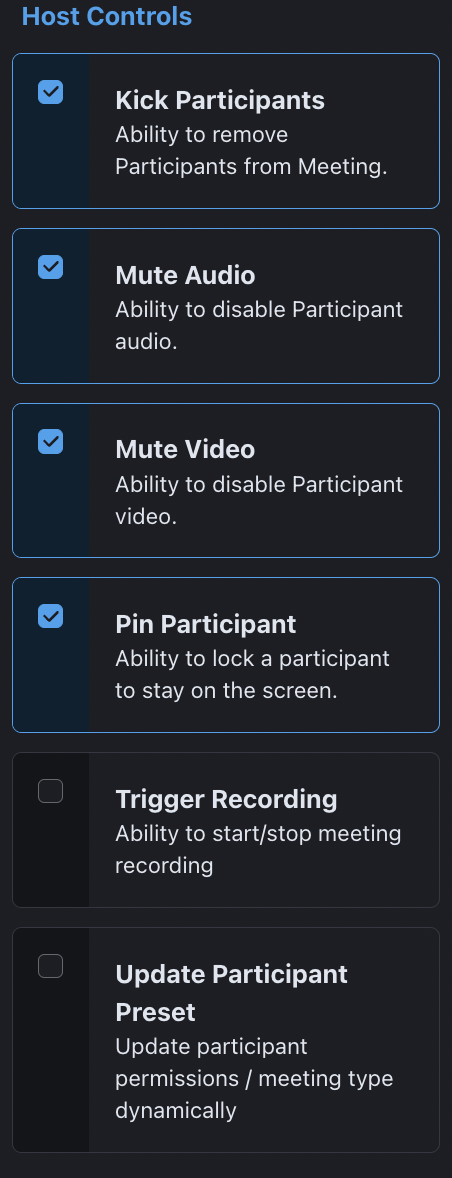 Host Controls
Kick Participants
Ability to remove
Participants from Meeting.
Mute Audio
Ability to disable Participant
audio.
Mute Video
Ability to disable Participant
video.
Pin Participant
Ability to lock a participant
to stay on the screen.
Trigger Recording
Ability to start/stop meeting
recording
Update Participant
Preset
Update participant
permissions / meeting type
dynamically